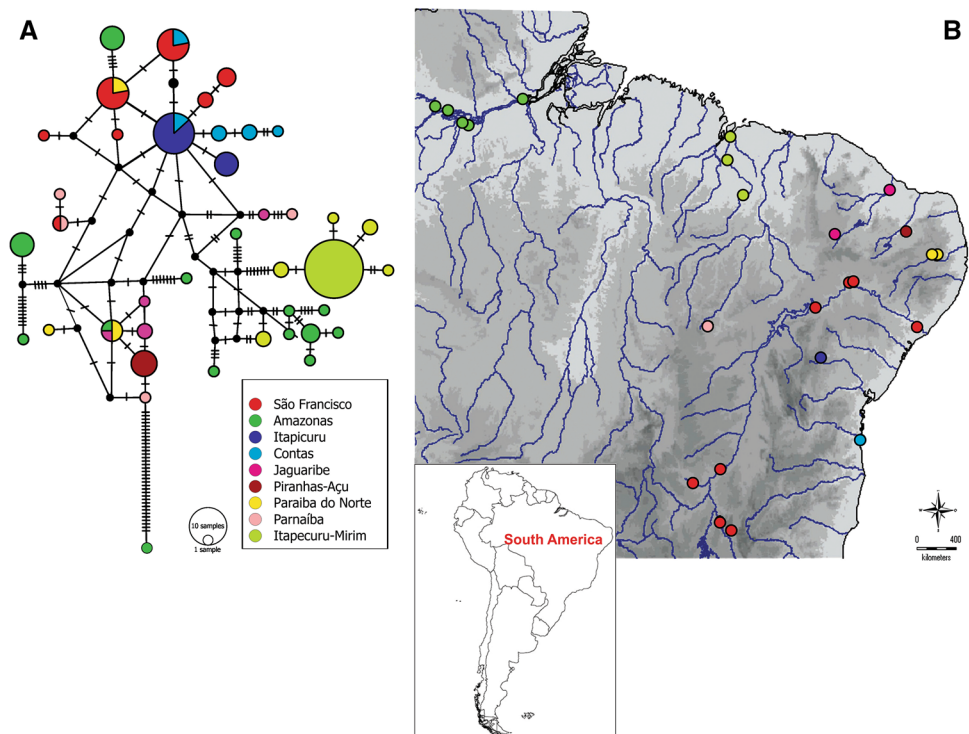 A
B
São Francisco
Amazonas
Itapicuru
Contas
Jaguaribe
Piranhas-Açu
Paraiba do Norte
Parnaíba
Itapecuru-Mirim
10 samples
1 sample
South America
0 400
kilometers